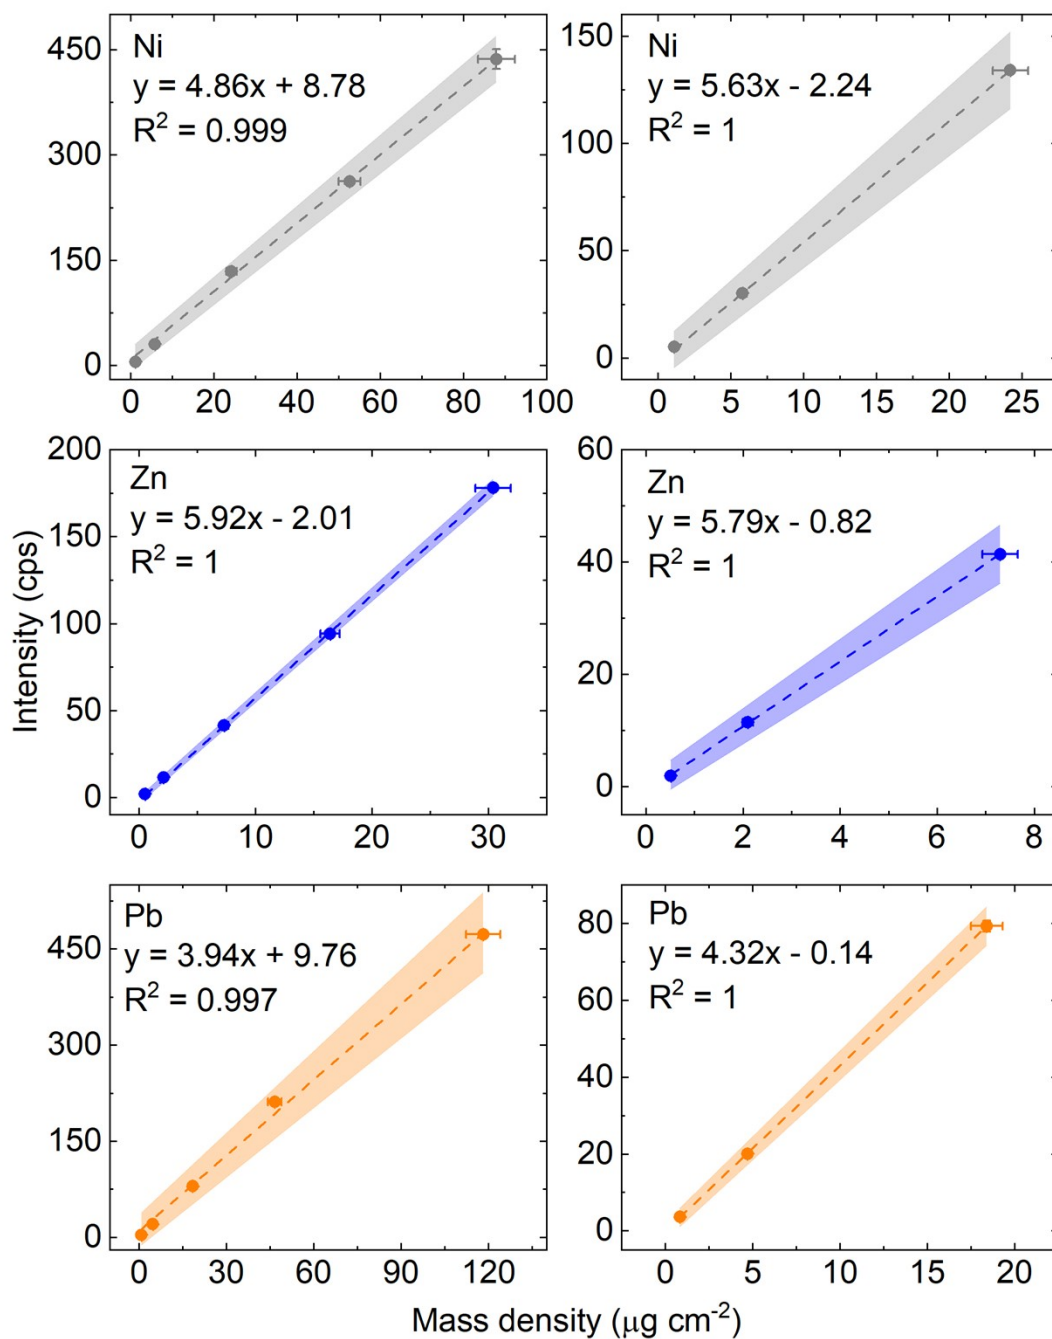 Ni
y = 4.86x + 8.78
R² = 0.999
450
300
150
0
0 20 40 60 80 100
Ni
y = 5.63x - 2.24
R² = 1
150
100
50
0
0 5 10 15 20 25
Intensity (cps)
Zn
y = 5.92x - 2.01
R² = 1
200
150
100
50
0
0 10 20 30
Zn
y = 5.79x - 0.82
R² = 1
60
40
20
0
0 2 4 6 8
Pb
y = 3.94x + 9.76
R² = 0.997
450
300
150
0
0 30 60 90 120
Pb
y = 4.32x - 0.14
R² = 1
80
60
40
20
0
0 5 10 15 20
Mass density (μg cm⁻²)